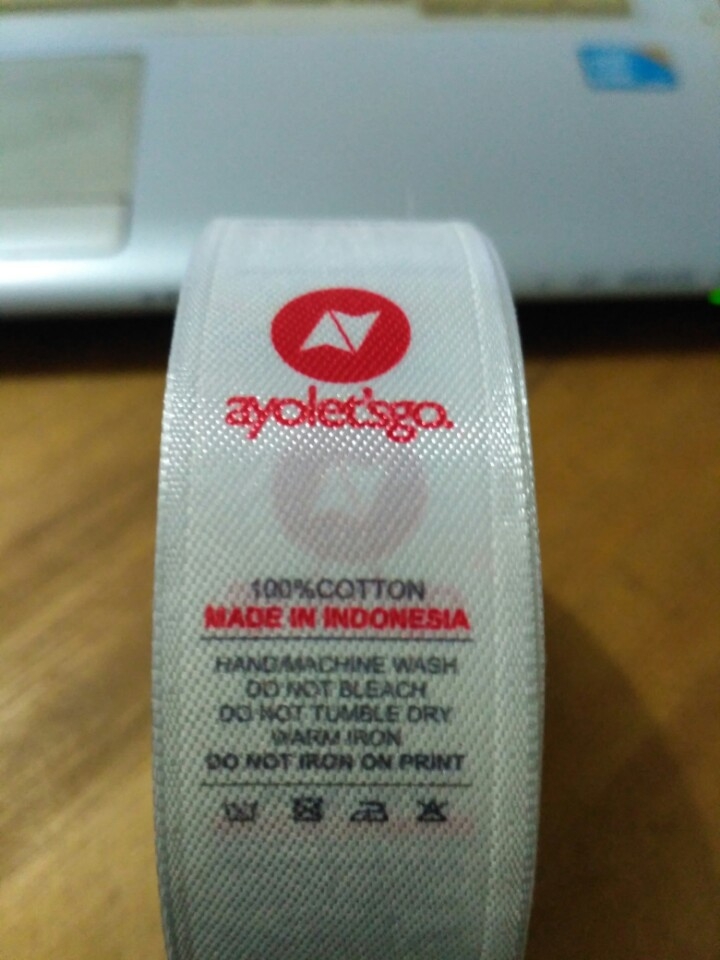 ayolet'sgo.
100%COTTON
MADE IN INDONESIA
HAND/MACHINE WASH
DO NOT BLEACH
DO NOT TUMBLE DRY
WARM IRON
DO NOT IRON ON PRINT